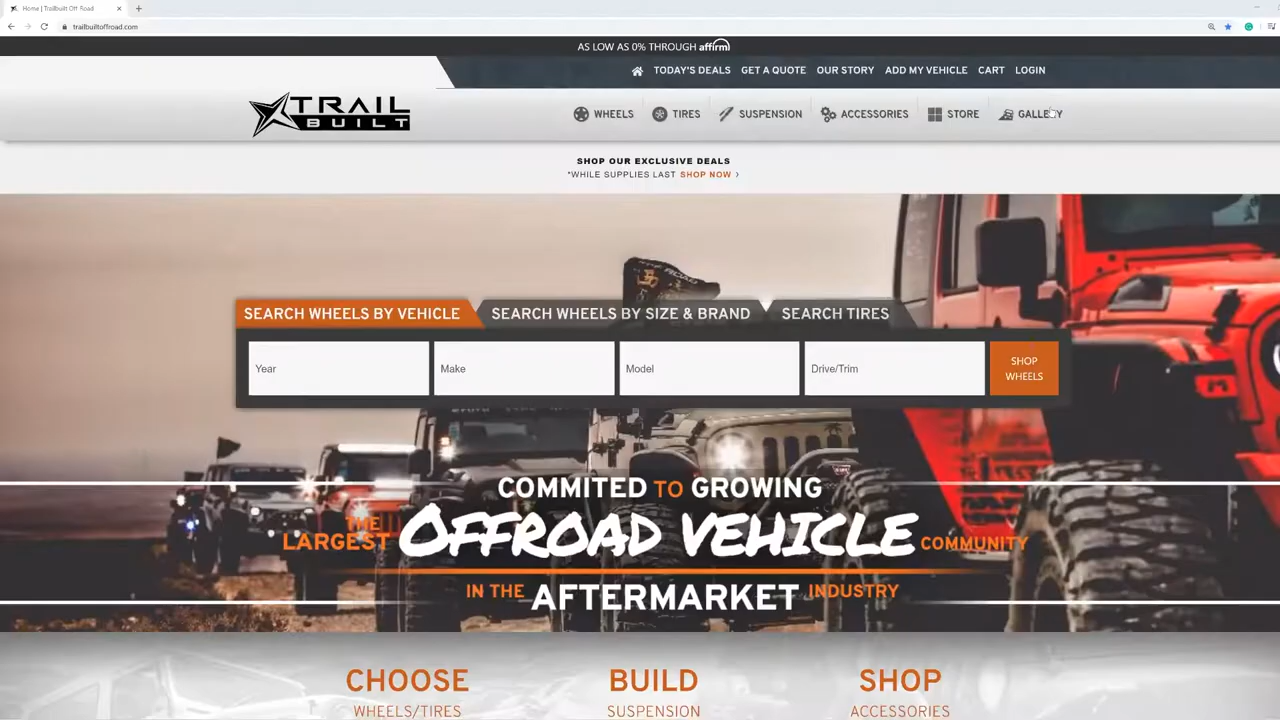 Home | Trailbuilt Off-Road
trailbuiltoffroad.com
AS LOW AS 0% THROUGH affirm
TODAY'S DEALS GET A QUOTE OUR STORY ADD MY VEHICLE CART LOGIN
TRAIL
BUILT
WHEELS TIRES SUSPENSION ACCESSORIES STORE GALLERY
SHOP OUR EXCLUSIVE DEALS
*WHILE SUPPLIES LAST SHOP NOW ›
SEARCH WHEELS BY VEHICLE SEARCH WHEELS BY SIZE & BRAND SEARCH TIRES
Year Make Model Drive/Trim SHOP
WHEELS
COMMITED TO GROWING
THE
LARGEST OFFROAD VEHICLE COMMUNITY
IN THE AFTERMARKET INDUSTRY
CHOOSE BUILD SHOP
WHEELS/TIRES SUSPENSION ACCESSORIES